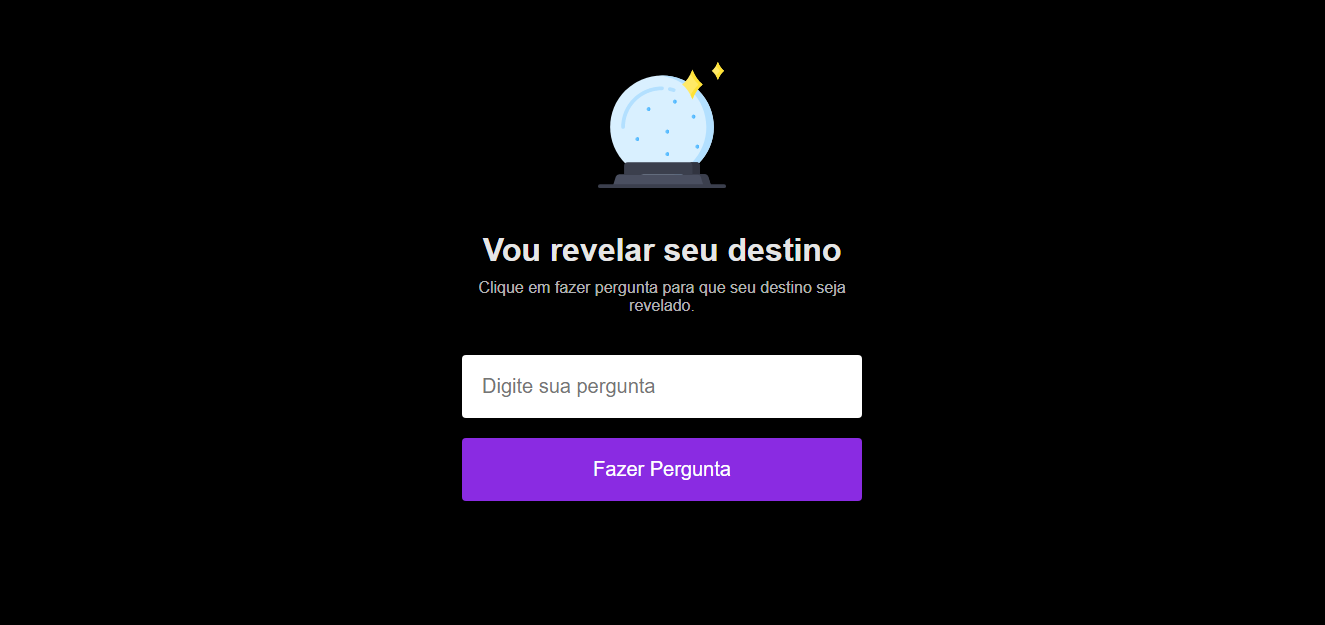 Vou revelar seu destino
Clique em fazer pergunta para que seu destino seja
revelado.
Digite sua pergunta
Fazer Pergunta